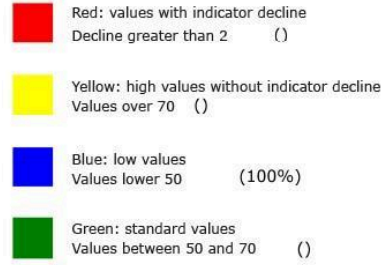 Red: values with indicator decline
Decline greater than 2 ()
Yellow: high values without indicator decline
Values over 70 ()
Blue: low values
Values lower 50 (100%)
Green: standard values
Values between 50 and 70 ()